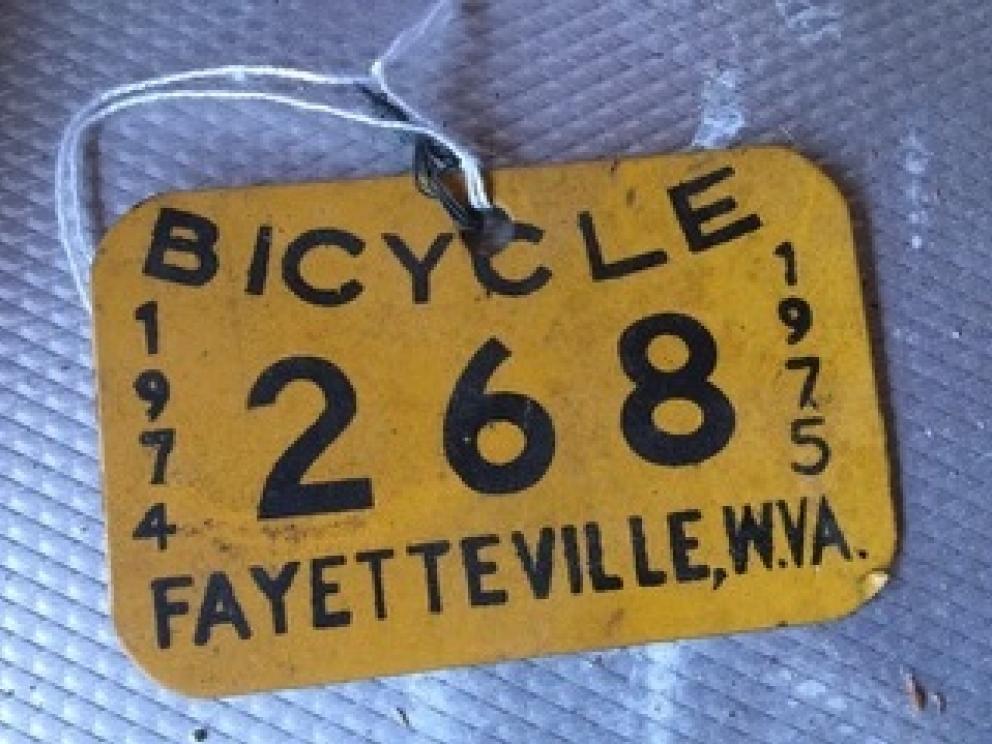 BICYCLE
1974
268
1975
FAYETTEVILLE, W.VA.